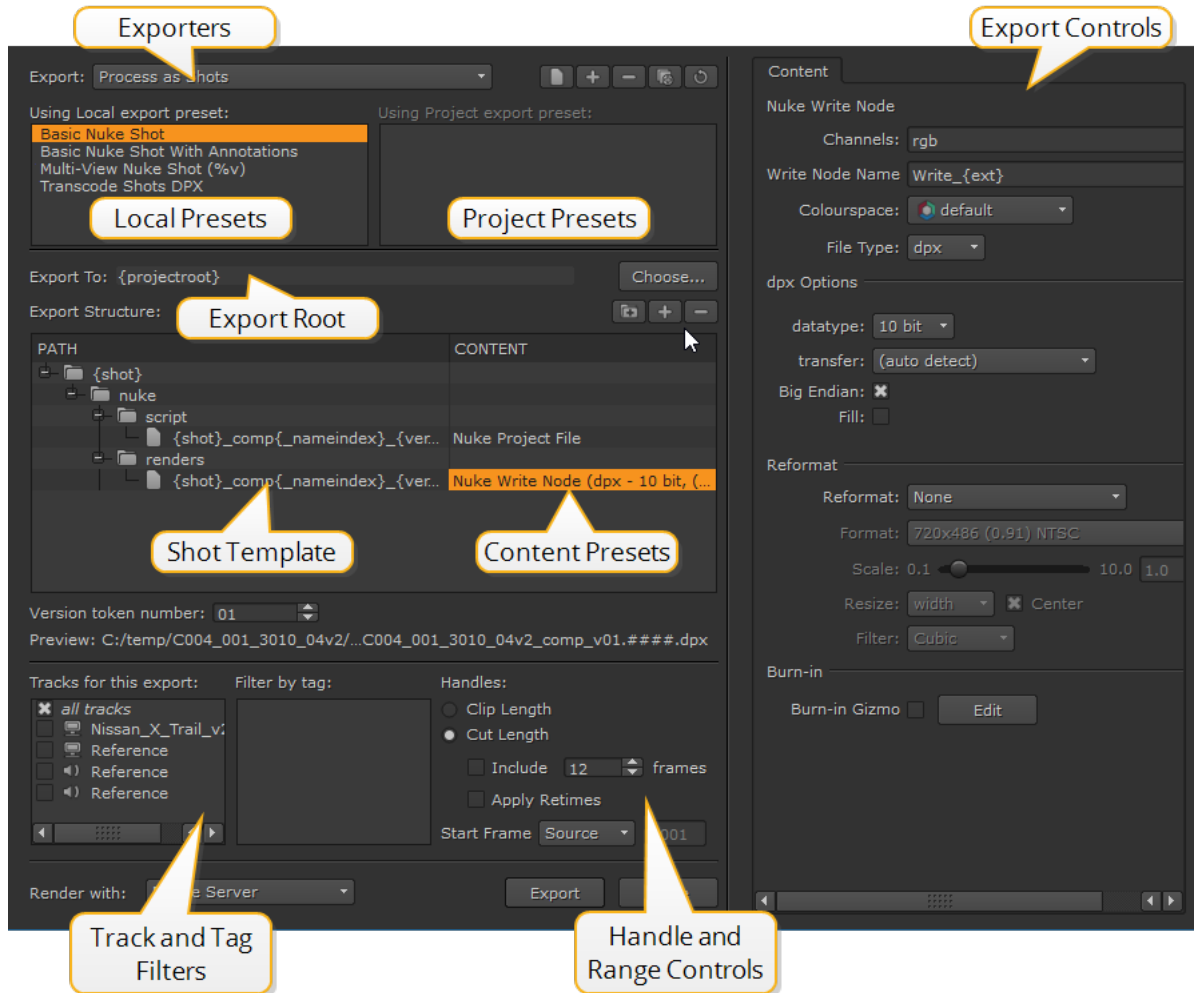 Exporters
Export Controls
Export: Process as Shots
Using Local export preset:
Using Project export preset:
Basic Nuke Shot
Basic Nuke Shot With Annotations
Multi-View Nuke Shot (%v)
Transcode Shots DPX
Local Presets
Project Presets
Export To: {projectroot}
Choose...
Export Structure:
Export Root
PATH
CONTENT
{shot}
nuke
script
{shot}_comp{_nameindex}_{ver... Nuke Project File
renders
{shot}_comp{_nameindex}_{ver... Nuke Write Node (dpx - 10 bit, (...
Shot Template
Content Presets
Version token number: 01
Preview: C:/temp/C004_001_3010_04v2/...C004_001_3010_04v2_comp_v01.####.dpx
Tracks for this export:
Filter by tag:
Handles:
all tracks
Nissan_X_Trail_v
Reference
Reference
Reference
Clip Length
Cut Length
Include 12 frames
Apply Retimes
Start Frame Source 001
Render with: Server
Export
Track and Tag
Filters
Handle and
Range Controls
Content
Nuke Write Node
Channels: rgb
Write Node Name Write_{ext}
Colourspace: default
File Type: dpx
dpx Options
datatype: 10 bit
transfer: (auto detect)
Big Endian:
Fill:
Reformat
Reformat: None
Format: 720x486 (0.91) NTSC
Scale: 0.1 10.0 1.0
Resize: width Center
Filter: Cubic
Burn-in
Burn-in Gizmo Edit